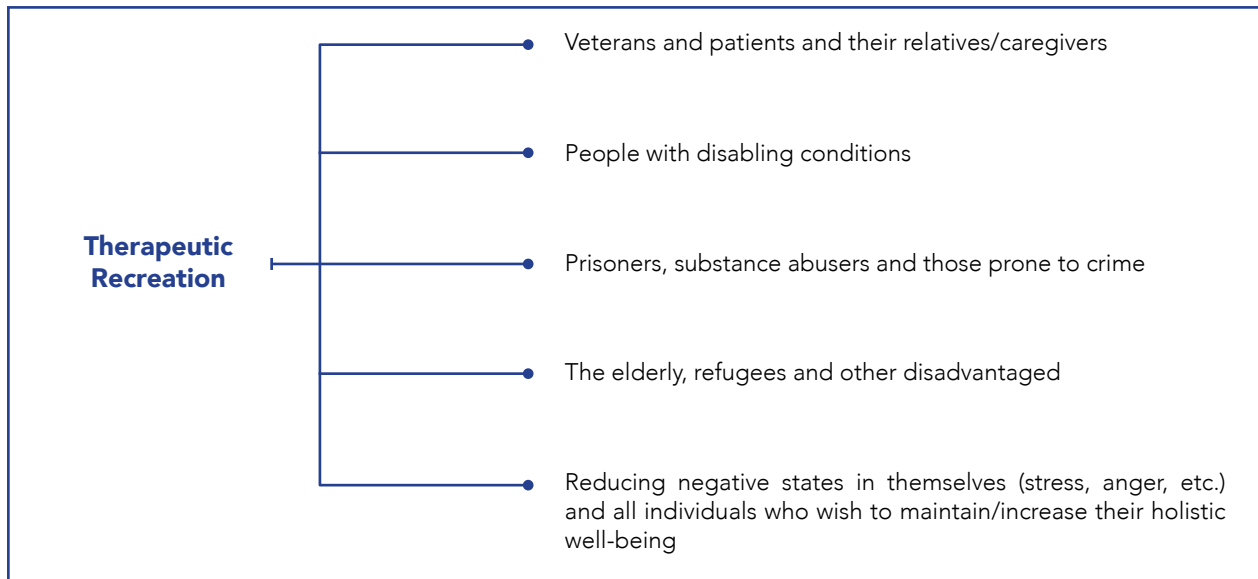 Veterans and patients and their relatives/caregivers
People with disabling conditions
Therapeutic
Recreation
Prisoners, substance abusers and those prone to crime
The elderly, refugees and other disadvantaged
Reducing negative states in themselves (stress, anger, etc.)
and all individuals who wish to maintain/increase their holistic
well-being